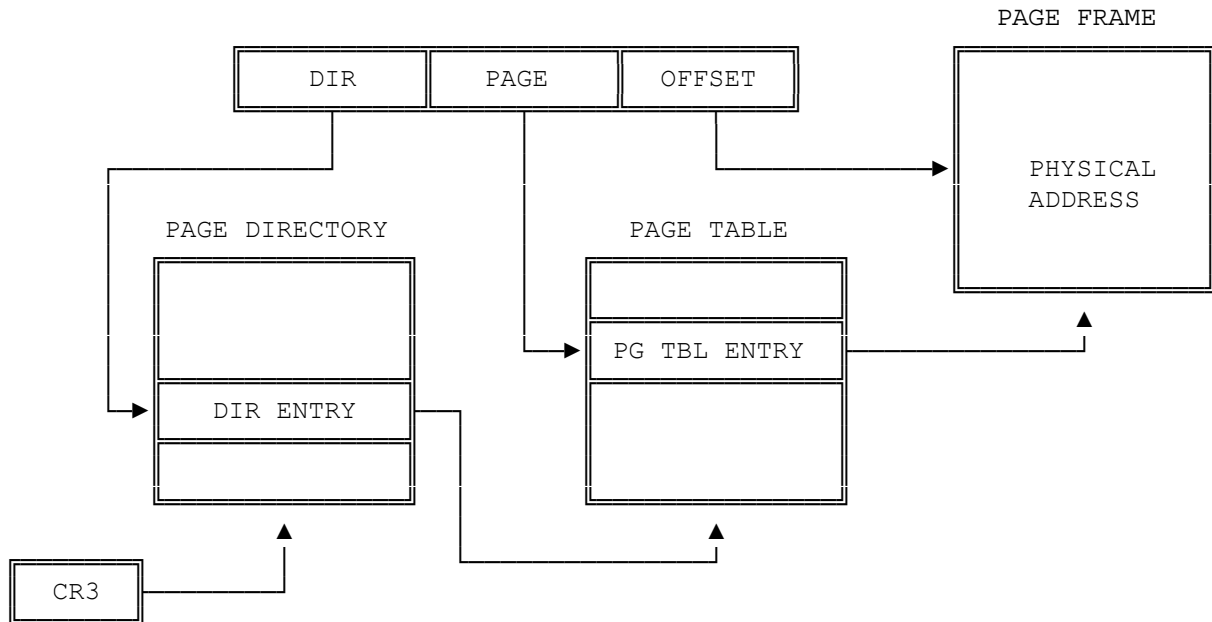 PAGE FRAME
DIR PAGE OFFSET
PHYSICAL
ADDRESS
PAGE DIRECTORY PAGE TABLE
PG TBL ENTRY
DIR ENTRY
CR3